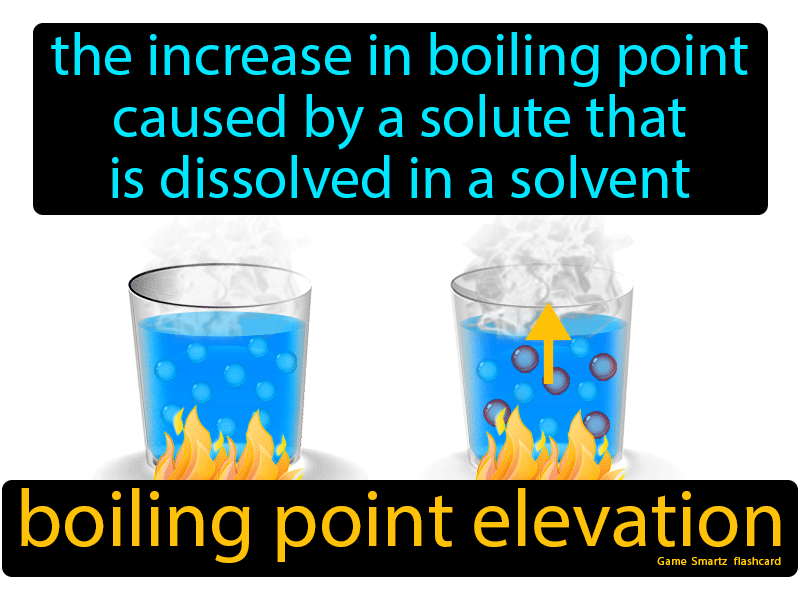 the increase in boiling point
caused by a solute that
is dissolved in a solvent
boiling point elevation
Game Smartz flashcard